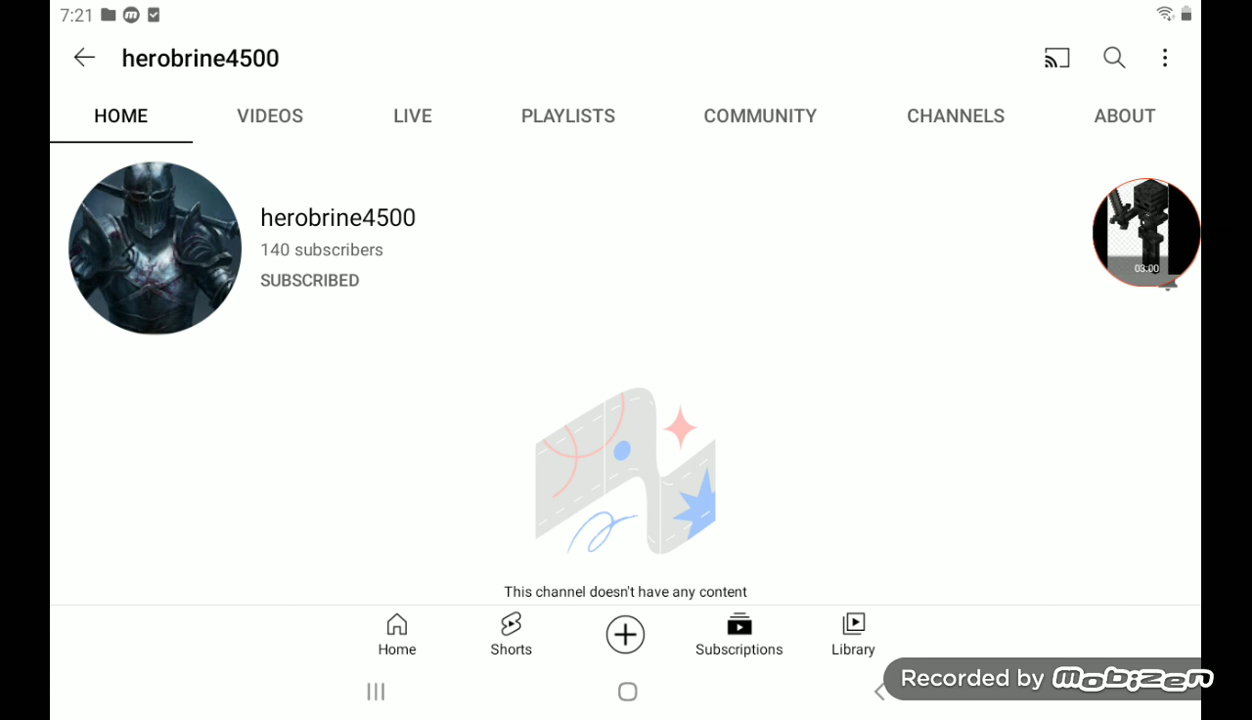 7:21
herobrine4500
HOME VIDEOS LIVE PLAYLISTS COMMUNITY CHANNELS ABOUT
herobrine4500
140 subscribers
SUBSCRIBED
03:00
This channel doesn't have any content
Home Shorts Subscriptions Library
Recorded by mobizen